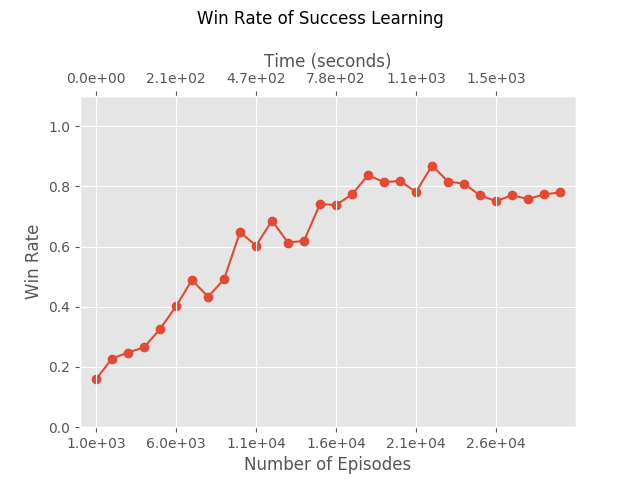 Win Rate of Success Learning
Time (seconds)
0.0e+00 2.1e+02 4.7e+02 7.8e+02 1.1e+03 1.5e+03
1.0
0.8
0.6
0.4
0.2
0.0
Win Rate
1.0e+03 6.0e+03 1.1e+04 1.6e+04 2.1e+04 2.6e+04
Number of Episodes